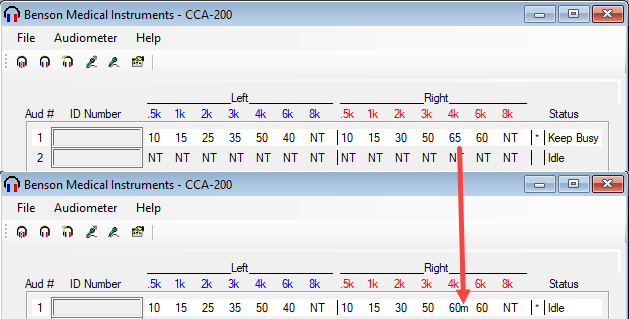 Benson Medical Instruments - CCA-200
File Audiometer Help
Left Right
Aud # ID Number .5k 1k 2k 3k 4k 6k 8k .5k 1k 2k 3k 4k 6k 8k Status
1 10 15 25 35 50 40 NT 10 15 30 50 65 60 NT * Keep Busy
2 NT NT NT NT NT NT NT NT NT NT NT NT NT NT Idle
Benson Medical Instruments - CCA-200
File Audiometer Help
Left Right
Aud # ID Number .5k 1k 2k 3k 4k 6k 8k .5k 1k 2k 3k 4k 6k 8k Status
1 10 15 25 35 50 40 NT 10 15 30 50 60m 60 NT * Idle